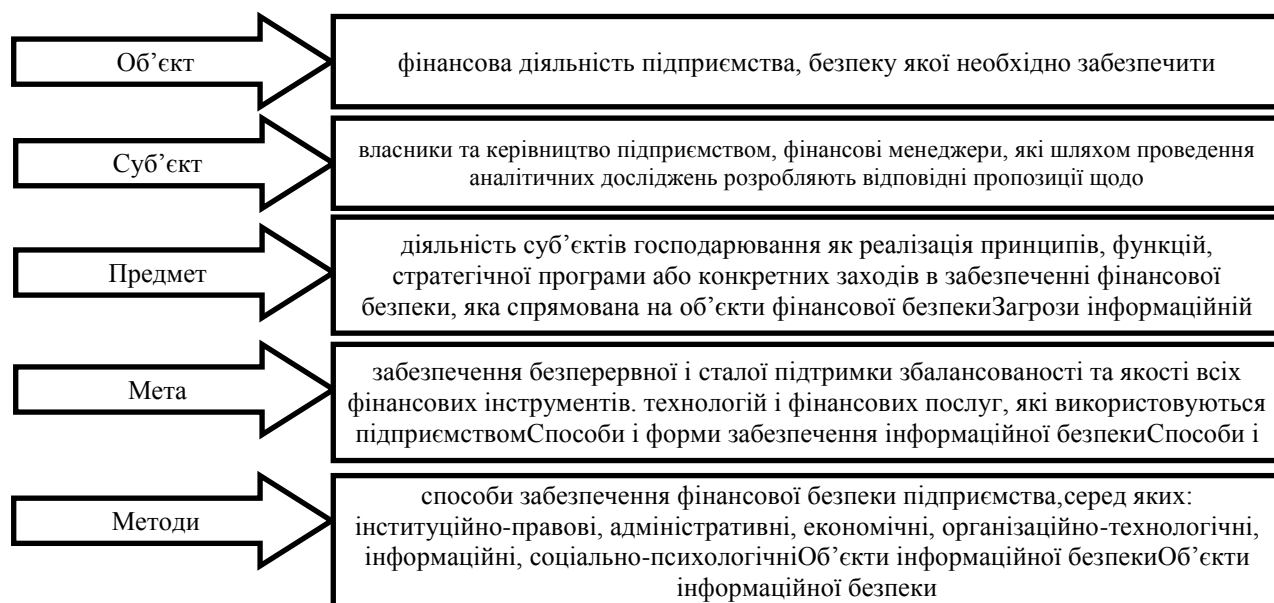 Об’єкт
фінансова діяльність підприємства, безпеку якої необхідно забезпечити
Суб’єкт
власники та керівництво підприємством, фінансові менеджери, які шляхом проведення
аналітичних досліджень розробляють відповідні пропозиції щодо
Предмет
діяльність суб’єктів господарювання як реалізація принципів, функцій,
стратегічної програми або конкретних заходів в забезпеченні фінансової
безпеки, яка спрямована на об’єкти фінансової безпекиЗагрози інформаційній
Мета
забезпечення безперервної і сталої підтримки збалансованості та якості всіх
фінансових інструментів. технологій і фінансових послуг, які використовуються
підприємствомСпособи і форми забезпечення інформаційної безпекиСпособи і
Методи
способи забезпечення фінансової безпеки підприємства,серед яких:
інституційно-правові, адміністративні, економічні, організаційно-технологічні,
інформаційні, соціально-психологічніОб’єкти інформаційної безпекиОб’єкти
інформаційної безпеки